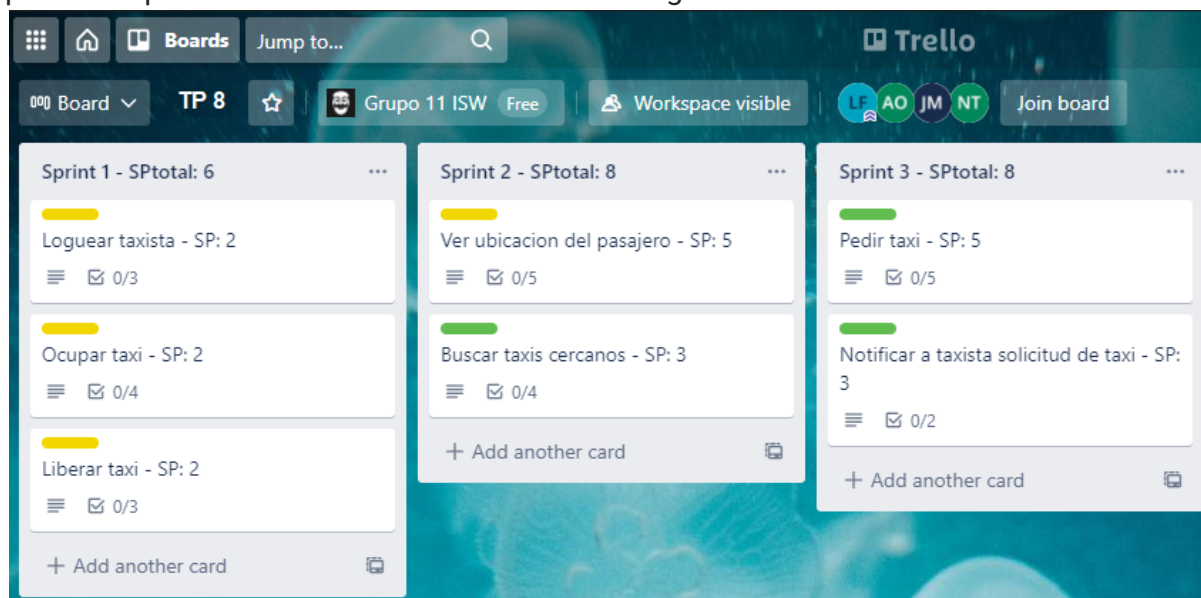 Boards
Jump to...
Trello
Board
TP 8
Grupo 11 ISW
Free
Workspace visible
LF
AO
JM
NT
Join board
Sprint 1 - SPtotal: 6
Loguear taxista - SP: 2
0/3
Ocupar taxi - SP: 2
0/4
Liberar taxi - SP: 2
0/3
+ Add another card
Sprint 2 - SPtotal: 8
Ver ubicacion del pasajero - SP: 5
0/5
Buscar taxis cercanos - SP: 3
0/4
+ Add another card
Sprint 3 - SPtotal: 8
Pedir taxi - SP: 5
0/5
Notificar a taxista solicitud de taxi - SP:
3
0/2
+ Add another card